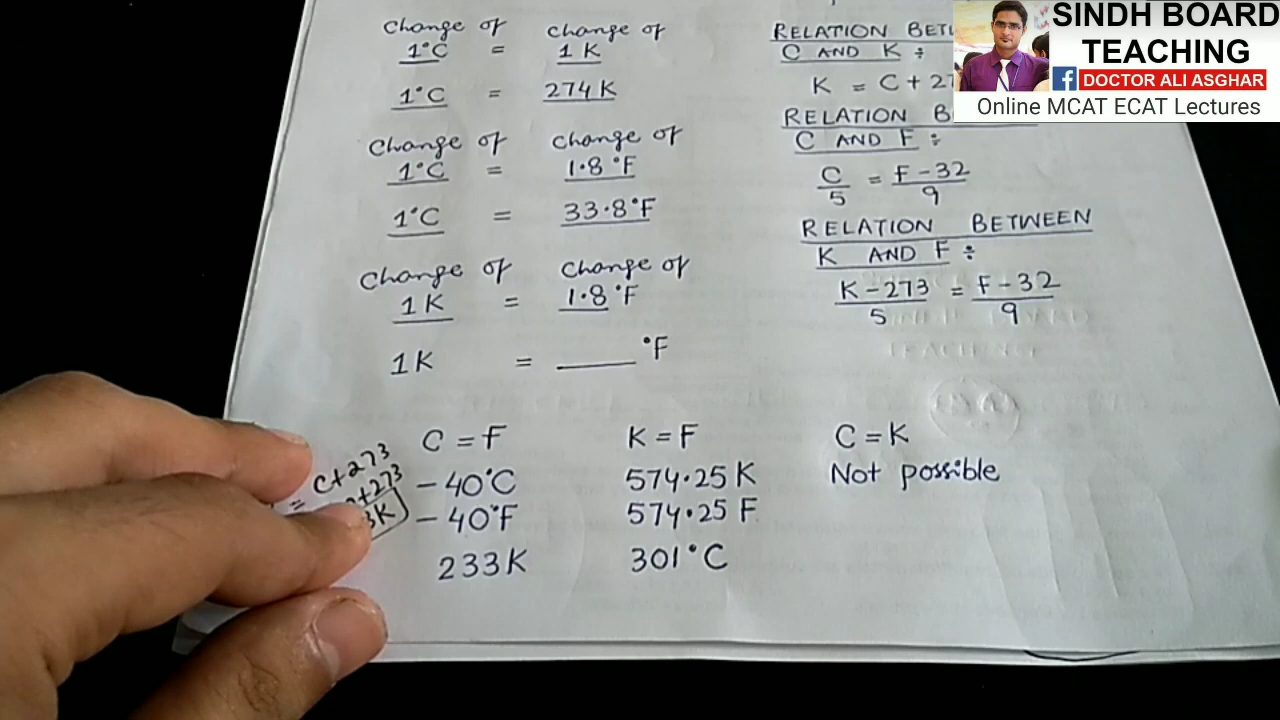 Change of Change of
1°C = 1 K
1°C = 274 K
Change of Change of
1°C = 1.8°F
1°C = 33.8°F
Change of Change of
1K = 1.8°F
1K = ____ °F
RELATION
C AND K :
K = C + 
RELATION
C AND F :
C/5 = F-32/9
RELATION BETWEEN
K AND F :
K-273/5 = F-32/9
= C+273
+273
K
C = F
-40°C
-40°F
233K
K = F
574.25 K
574.25 F
301°C
C = K
Not possible
SINDH BOARD
TEACHING
f DOCTOR ALI ASGHAR
Online MCAT ECAT Lectures